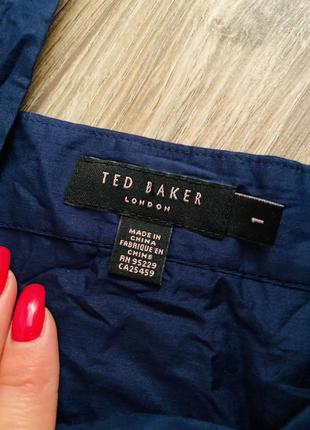 TED BAKER
LONDON
1
MADE IN
CHINA
FABRIQUE EN
CHINE
RN 95229
CA25459